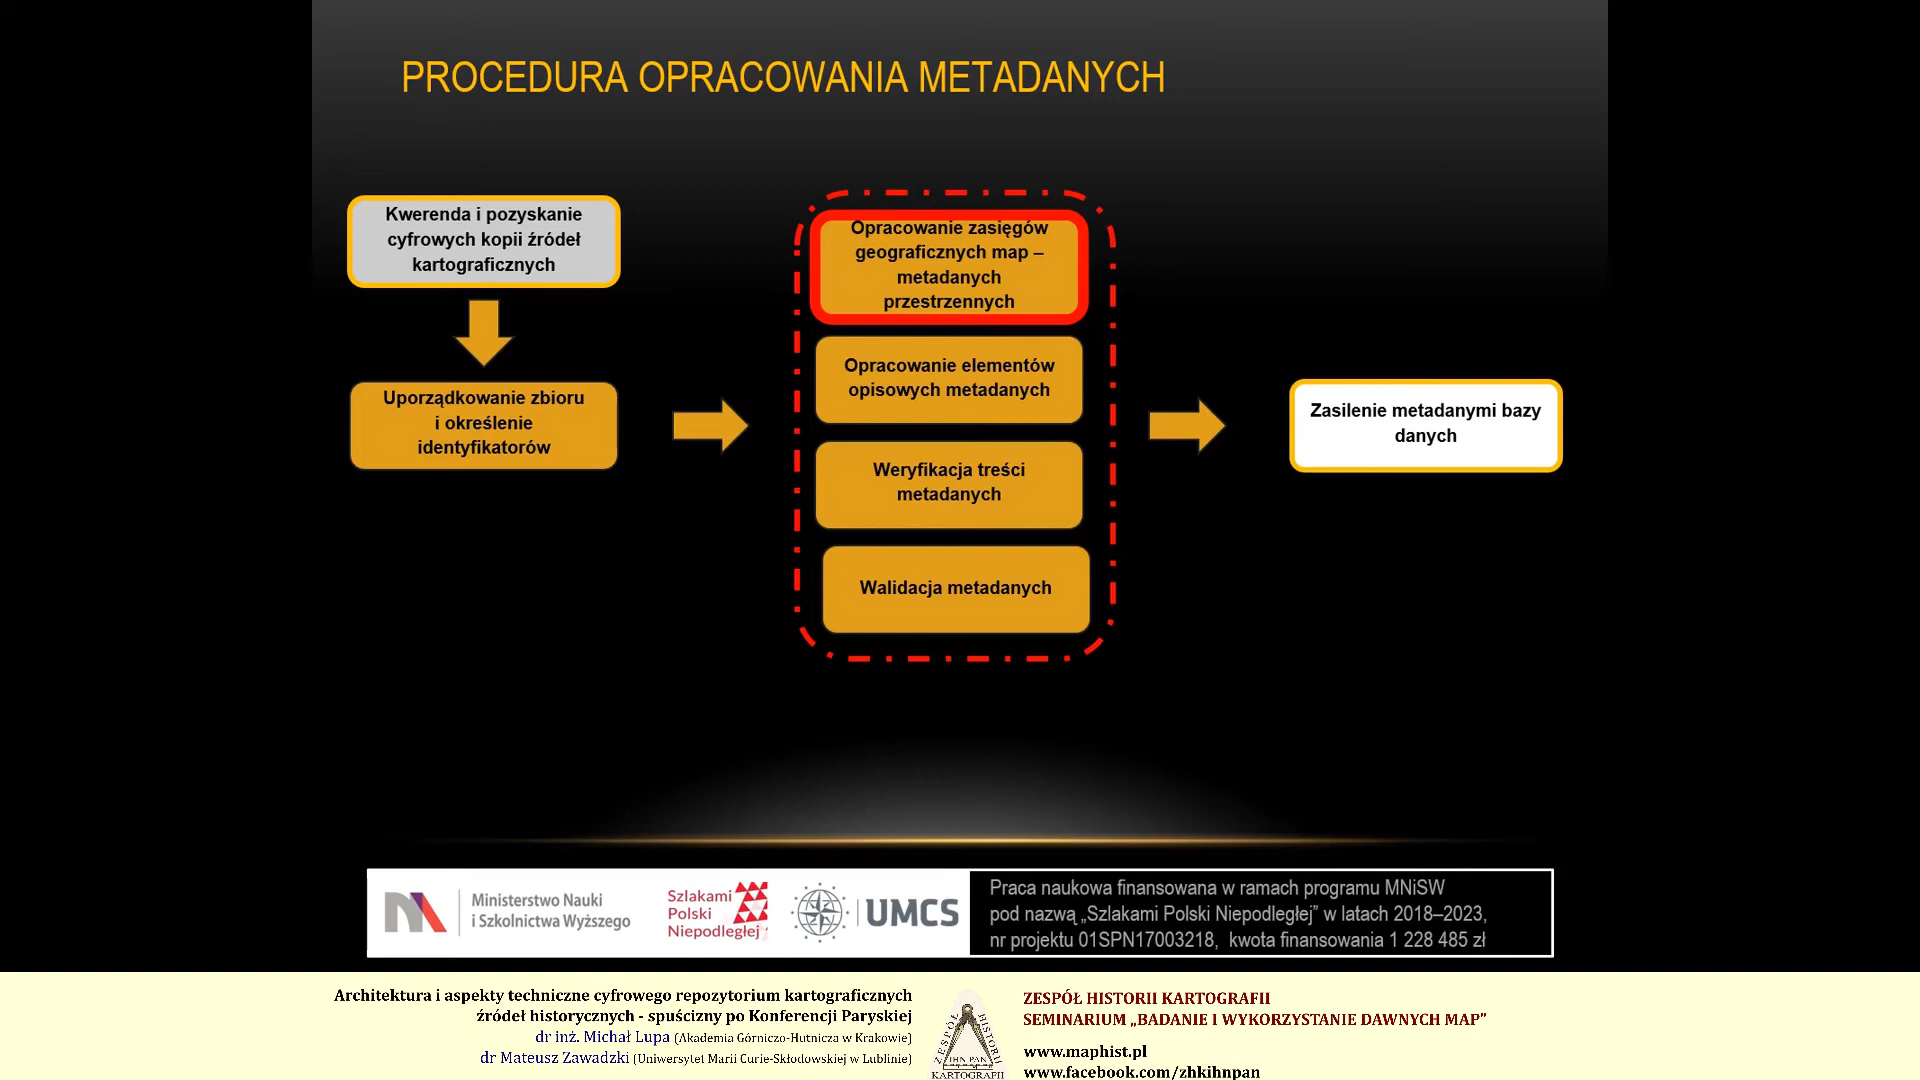 PROCEDURA OPRACOWANIA METADANYCH
Kwerenda i pozyskanie
cyfrowych kopii źródeł
kartograficznych
Uporządkowanie zbioru
i określenie
identyfikatorów
Opracowanie zasięgów
geograficznych map –
metadanych
przestrzennych
Opracowanie elementów
opisowych metadanych
Weryfikacja treści
metadanych
Walidacja metadanych
Zasilenie metadanymi bazy
danych
Ministerstwo Nauki
i Szkolnictwa Wyższego
Szlakami
Polski
Niepodległej
UMCS
Praca naukowa finansowana w ramach programu MNiSW
pod nazwą „Szlakami Polski Niepodległej” w latach 2018–2023,
nr projektu 01SPN17003218, kwota finansowania 1 228 485 zł
Architektura i aspekty techniczne cyfrowego repozytorium kartograficznych
źródeł historycznych - spuścizny po Konferencji Paryskiej
dr inż. Michał Lupa (Akademia Górniczo-Hutnicza w Krakowie)
dr Mateusz Zawadzki (Uniwersytet Marii Curie-Skłodowskiej w Lublinie)
ZESPÓŁ HISTORII
IHN PAN
KARTOGRAFII
ZESPÓŁ HISTORII KARTOGRAFII
SEMINARIUM „BADANIE I WYKORZYSTANIE DAWNYCH MAP”
www.maphist.pl
www.facebook.com/zhkihnpan